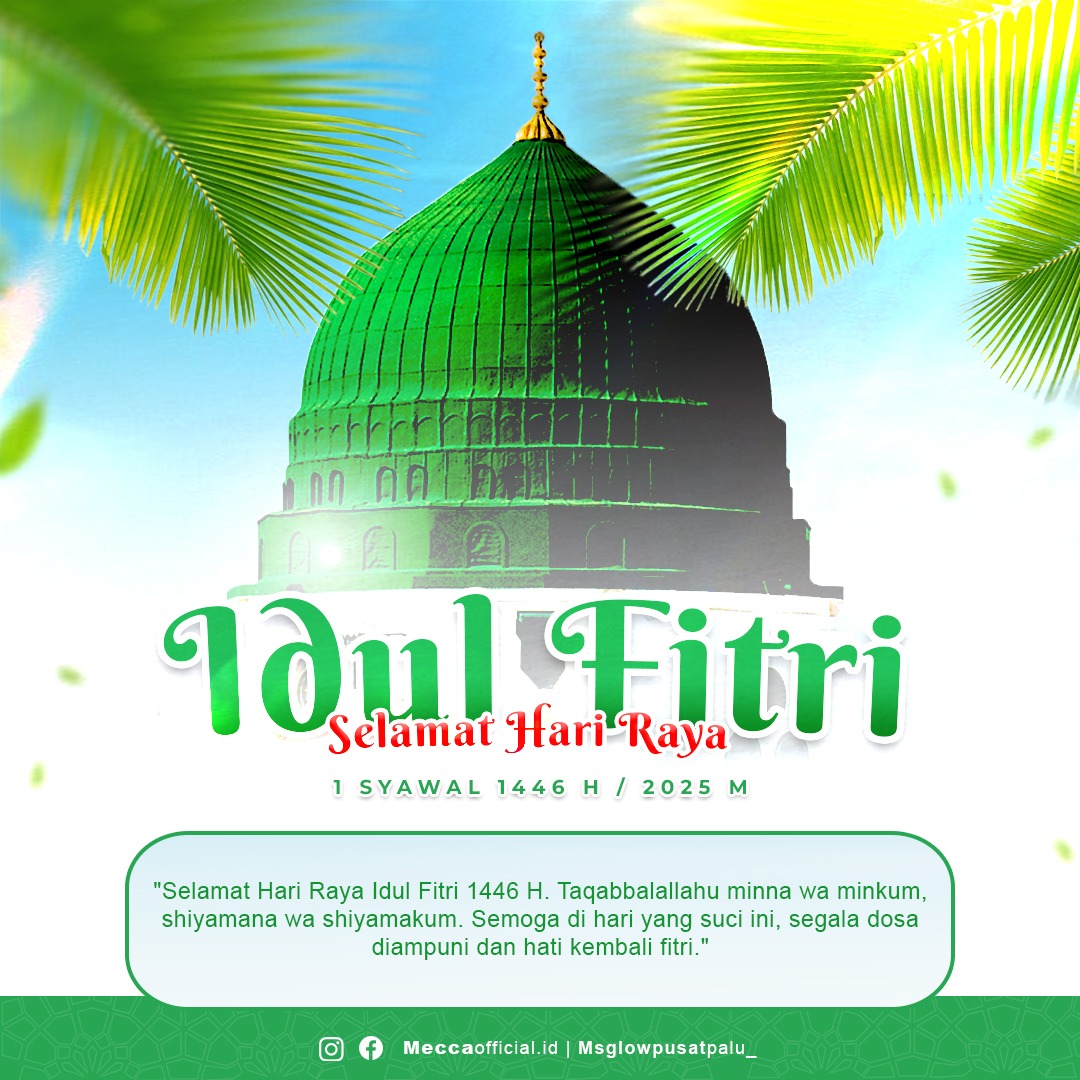 Idul Fitri
Selamat Hari Raya
1 SYAWAL 1446 H / 2025 M
"Selamat Hari Raya Idul Fitri 1446 H. Taqabbalallahu minna wa minkum,
shiyamana wa shiyamakum. Semoga di hari yang suci ini, segala dosa
diampuni dan hati kembali fitri."
Meccaofficial.id | Msglowpusatpalu_